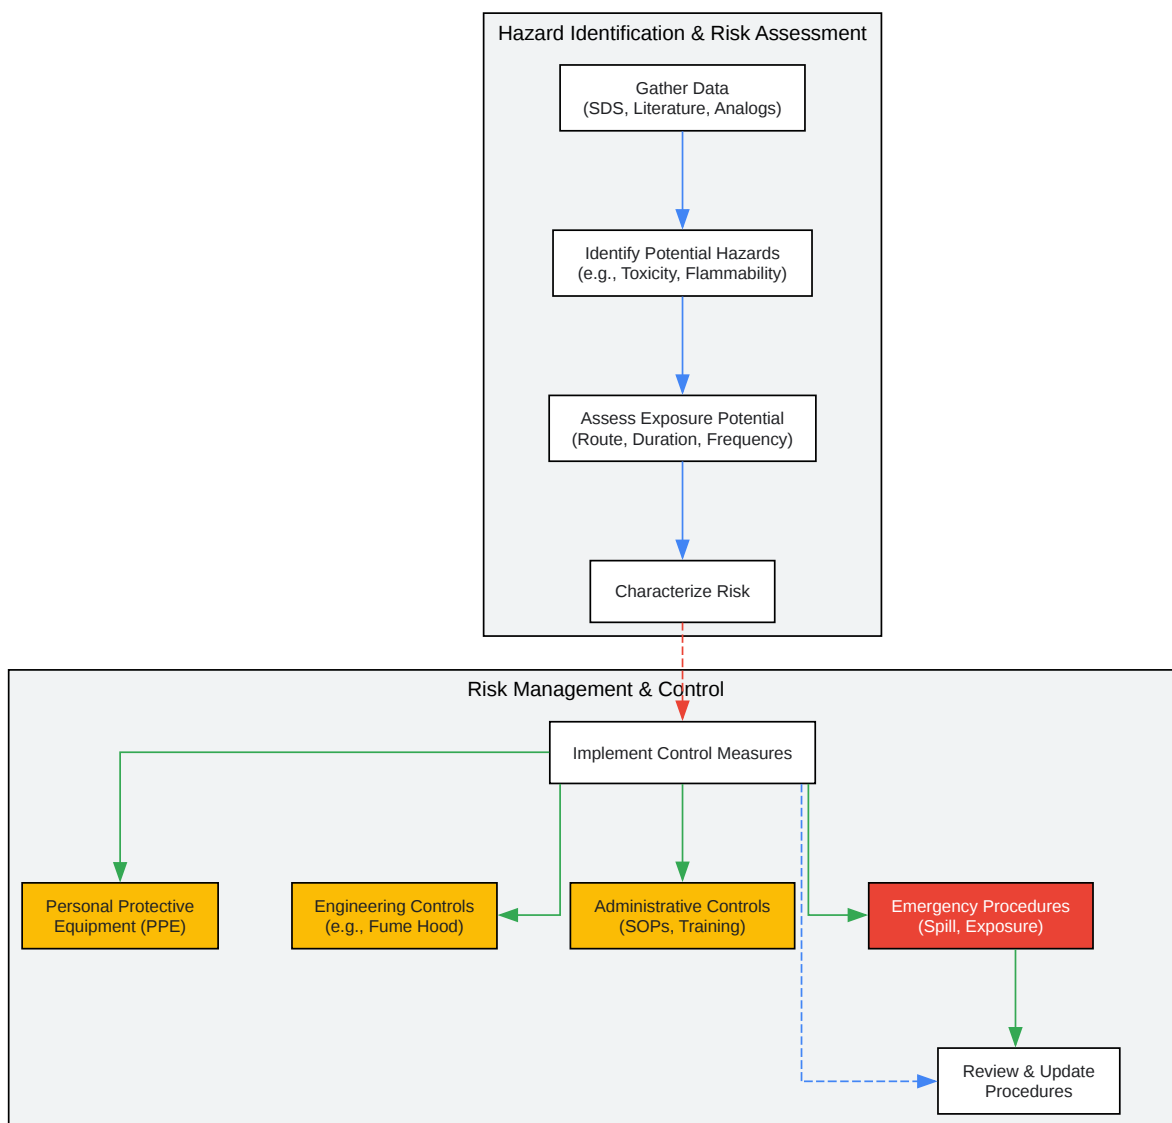 Hazard Identification & Risk Assessment
Gather Data
(SDS, Literature, Analogs)
Identify Potential Hazards
(e.g., Toxicity, Flammability)
Assess Exposure Potential
(Route, Duration, Frequency)
Characterize Risk
Risk Management & Control
Implement Control Measures
Personal Protective
Equipment (PPE)
Engineering Controls
(e.g., Fume Hood)
Administrative Controls
(SOPs, Training)
Emergency Procedures
(Spill, Exposure)
Review & Update
Procedures